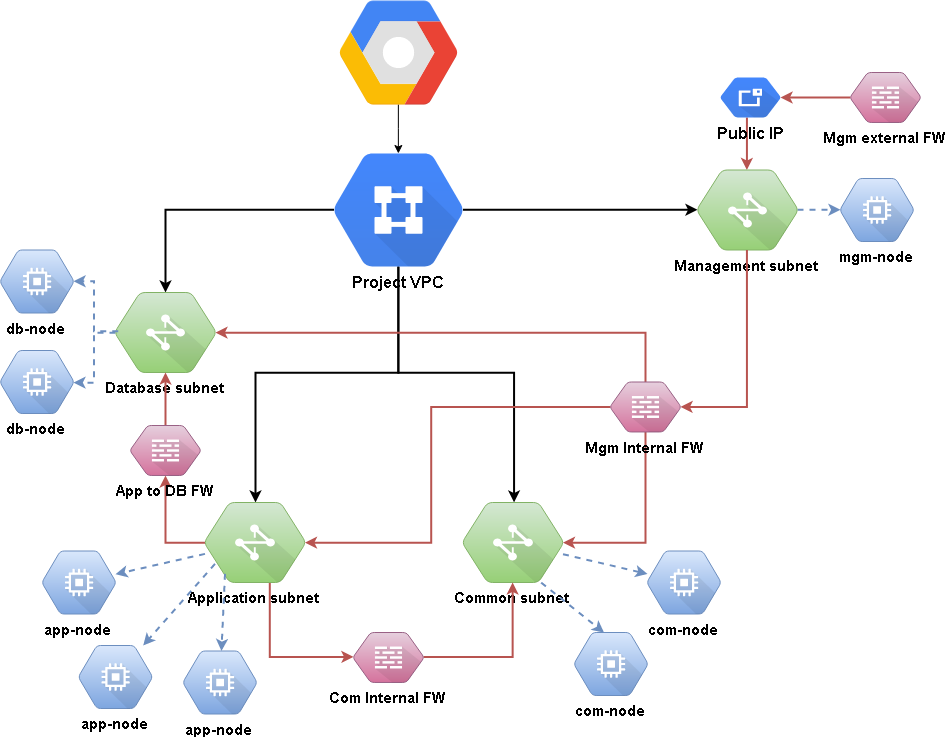 Public IP
Mgm external FW
Management subnet
mgm-node
Project VPC
db-node
Database subnet
db-node
Mgm Internal FW
App to DB FW
Application subnet
Common subnet
app-node
com-node
Com Internal FW
com-node
app-node
app-node